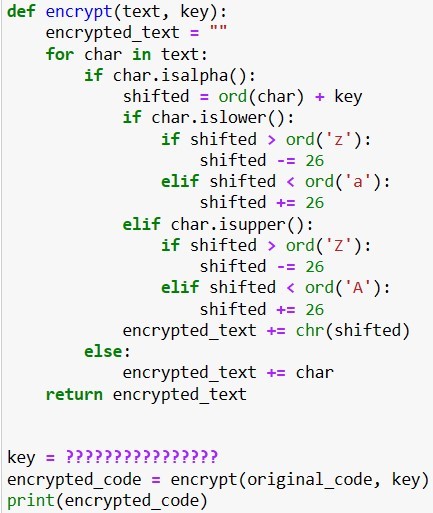 def encrypt(text, key):
    encrypted_text = ""
    for char in text:
        if char.isalpha():
            shifted = ord(char) + key
            if char.islower():
                if shifted > ord('z'):
                    shifted -= 26
                elif shifted < ord('a'):
                    shifted += 26
            elif char.isupper():
                if shifted > ord('Z'):
                    shifted -= 26
                elif shifted < ord('A'):
                    shifted += 26
            encrypted_text += chr(shifted)
        else:
            encrypted_text += char
    return encrypted_text
key = ????????????????
encrypted_code = encrypt(original_code, key)
print(encrypted_code)